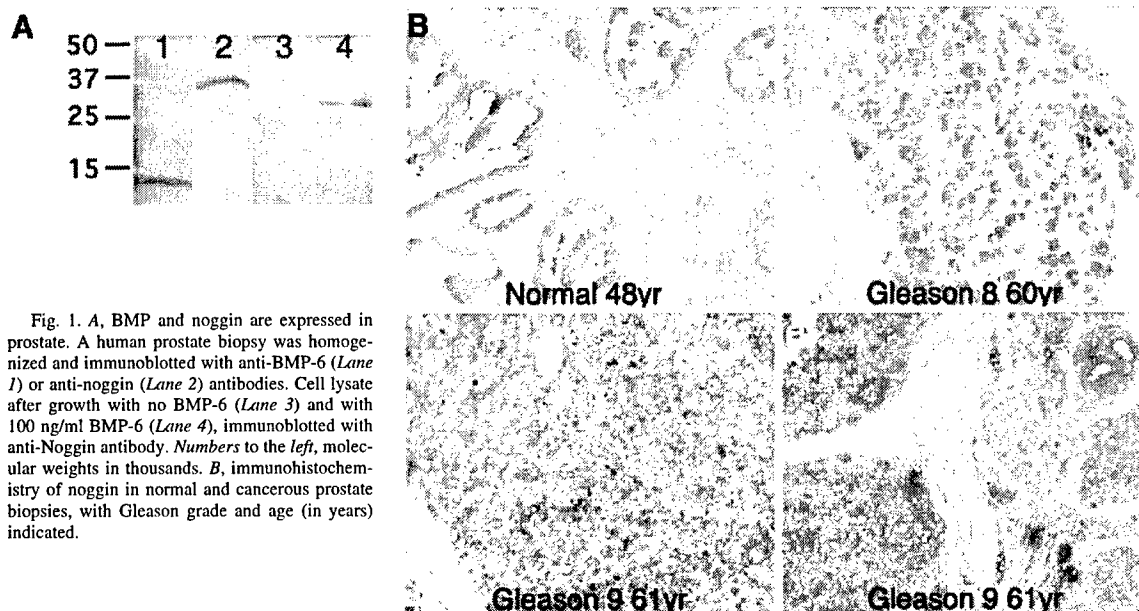 A
50
37
25
15
1 2 3 4
B
Normal 48yr
Gleason 8 60yr
Gleason 9 61yr
Gleason 9 61yr
Fig. 1. A, BMP and noggin are expressed in
prostate. A human prostate biopsy was homoge-
nized and immunoblotted with anti-BMP-6 (Lane
1) or anti-noggin (Lane 2) antibodies. Cell lysate
after growth with no BMP-6 (Lane 3) and with
100 ng/ml BMP-6 (Lane 4), immunoblotted with
anti-Noggin antibody. Numbers to the left, molec-
ular weights in thousands. B, immunohistochem-
istry of noggin in normal and cancerous prostate
biopsies, with Gleason grade and age (in years)
indicated.